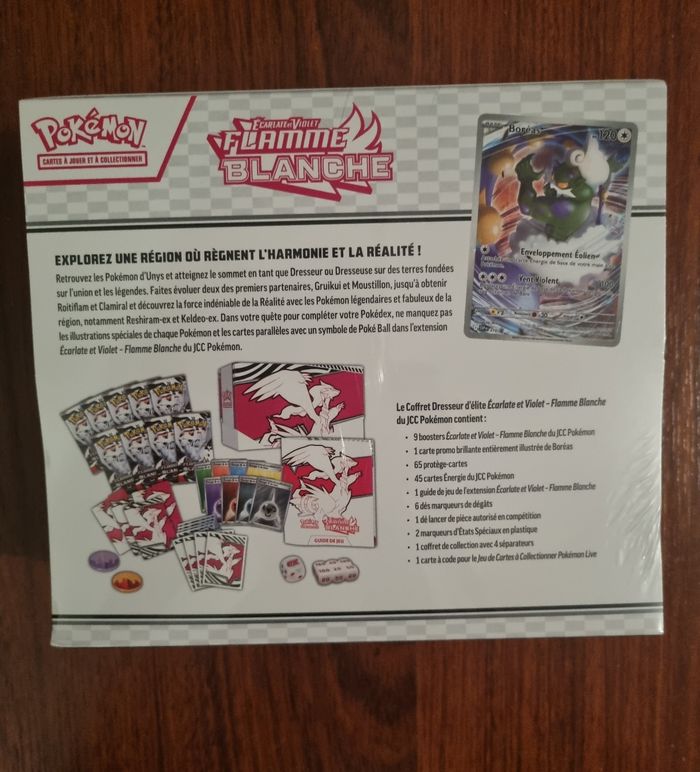 POKÉMON
CARTES À JOUER ET À COLLECTIONNER
ÉCARLATE ET VIOLET
FLAMME
BLANCHE
Boréas
120
Enveloppement Éolien
Vent Violent
100
EXPLOREZ UNE RÉGION OÙ RÈGNENT L'HARMONIE ET LA RÉALITÉ !
Retrouvez les Pokémon d'Unys et atteignez le sommet en tant que Dresseur ou Dresseuse sur des terres fondées
sur l'union et les légendes. Faites évoluer deux des premiers partenaires, Gruikui et Moustillon, jusqu'à obtenir
Roitiflam et Clamiral et découvrez la force indéniable de la Réalité avec les Pokémon légendaires et fabuleux de la
région, notamment Reshiram-ex et Keldeo-ex. Dans votre quête pour compléter votre Pokédex, ne manquez pas
les illustrations spéciales de chaque Pokémon et les cartes parallèles avec un symbole de Poké Ball dans l'extension
Écarlate et Violet – Flamme Blanche du JCC Pokémon.
Le Coffret Dresseur d'élite Écarlate et Violet – Flamme Blanche
du JCC Pokémon contient :
• 9 boosters Écarlate et Violet – Flamme Blanche du JCC Pokémon
• 1 carte promo brillante entièrement illustrée de Boréas
• 65 protège-cartes
• 45 cartes Énergie du JCC Pokémon
• 1 guide de jeu de l'extension Écarlate et Violet – Flamme Blanche
• 6 dés marqueurs de dégâts
• 1 dé lancer de pièce autorisé en compétition
• 2 marqueurs d'États Spéciaux en plastique
• 1 coffret de collection avec 4 séparateurs
• 1 carte à code pour le Jeu de Cartes à Collectionner Pokémon Live
BLANCHE
GUIDE DE JEU